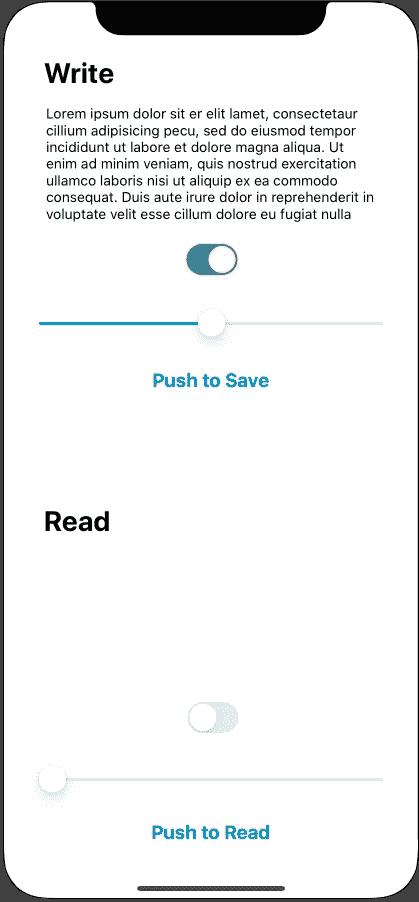 Write
Lorem ipsum dolor sit er elit lamet, consectetaur
cillium adipisicing pecu, sed do eiusmod tempor
incididunt ut labore et dolore magna aliqua. Ut
enim ad minim veniam, quis nostrud exercitation
ullamco laboris nisi ut aliquip ex ea commodo
consequat. Duis aute irure dolor in reprehenderit in
voluptate velit esse cillum dolore eu fugiat nulla
Push to Save
Read
Push to Read